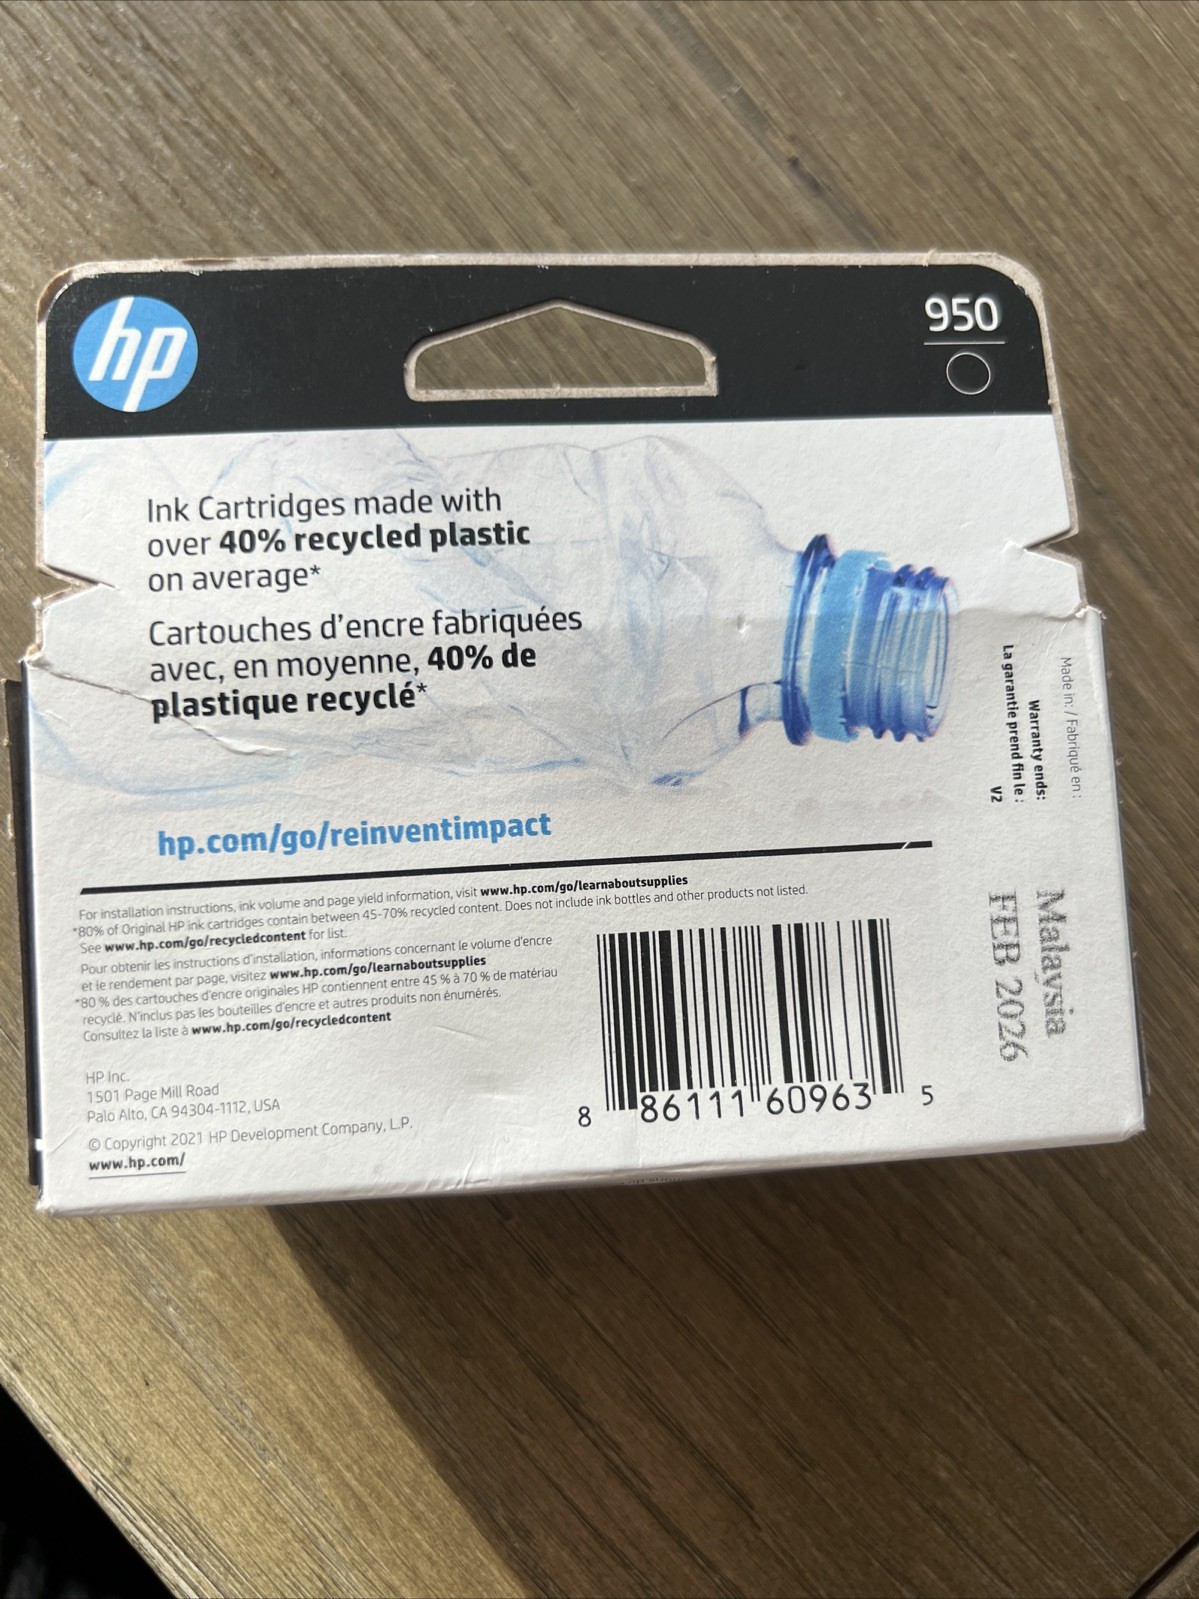 hp
950
Ink Cartridges made with
over 40% recycled plastic
on average*
Cartouches d'encre fabriquées
avec, en moyenne, 40% de
plastique recyclé*
hp.com/go/reinventimpact
Made in: / Fabriqué en :
Warranty ends:
La garantie prend fin le :
V2
Malaysia
FEB 2026
For installation instructions, ink volume and page yield information, visit www.hp.com/go/learnaboutsupplies
*80% of Original HP ink cartridges contain between 45-70% recycled content. Does not include ink bottles and other products not listed.
See www.hp.com/go/recycledcontent for list.
Pour obtenir les instructions d'installation, informations concernant le volume d'encre
et le rendement par page, visitez www.hp.com/go/learnaboutsupplies
*80 % des cartouches d'encre originales HP contiennent entre 45 % à 70 % de matériau
recyclé. N'inclus pas les bouteilles d'encre et autres produits non énumérés.
Consultez la liste à www.hp.com/go/recycledcontent
HP Inc.
1501 Page Mill Road
Palo Alto, CA 94304-1112, USA
© Copyright 2021 HP Development Company, L.P.
www.hp.com/
8 86111 60963 5